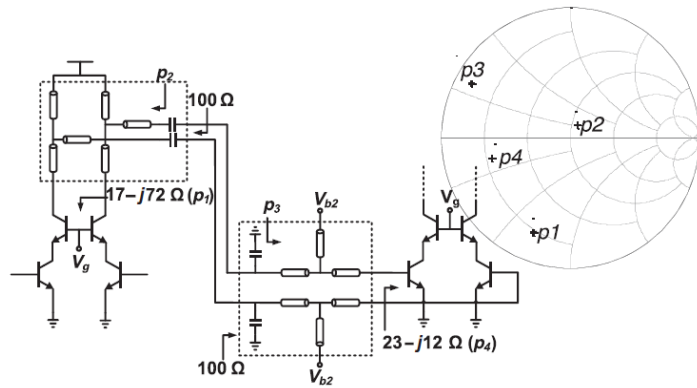 p2
100 Ω
17–j72 Ω (p1)
Vg
p3
Vb2
100 Ω
Vb2
23–j12 Ω (p4)
Vg
p3
p2
p4
p1